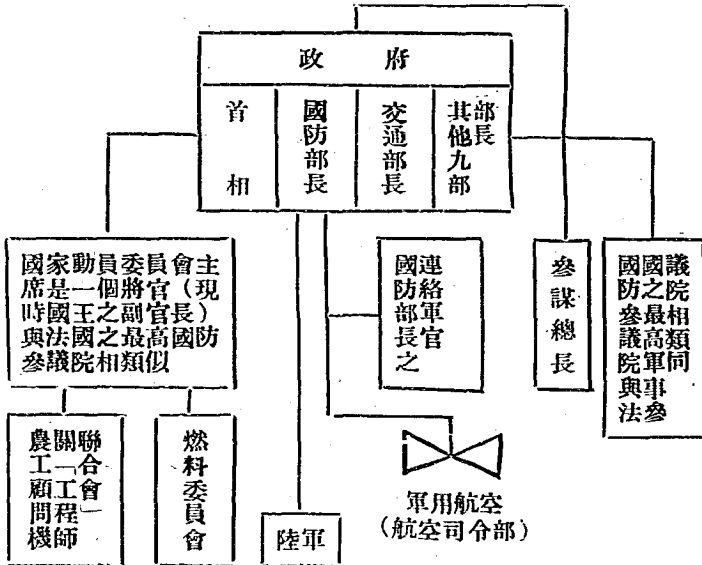 政府
首相
國防部長
交通部長
其他九部
部長
國家動員委員會主
席是一個將官(現
時國王之副官長)
與法國之最高國防
參議院相類似
國防部長之
連絡軍官
參謀總長
國防參議院與法
國之最高軍事參
議院相類同
農工顧問機
關「工程師
聯合會」
燃料委員會
陸軍
軍用航空
(航空司令部)